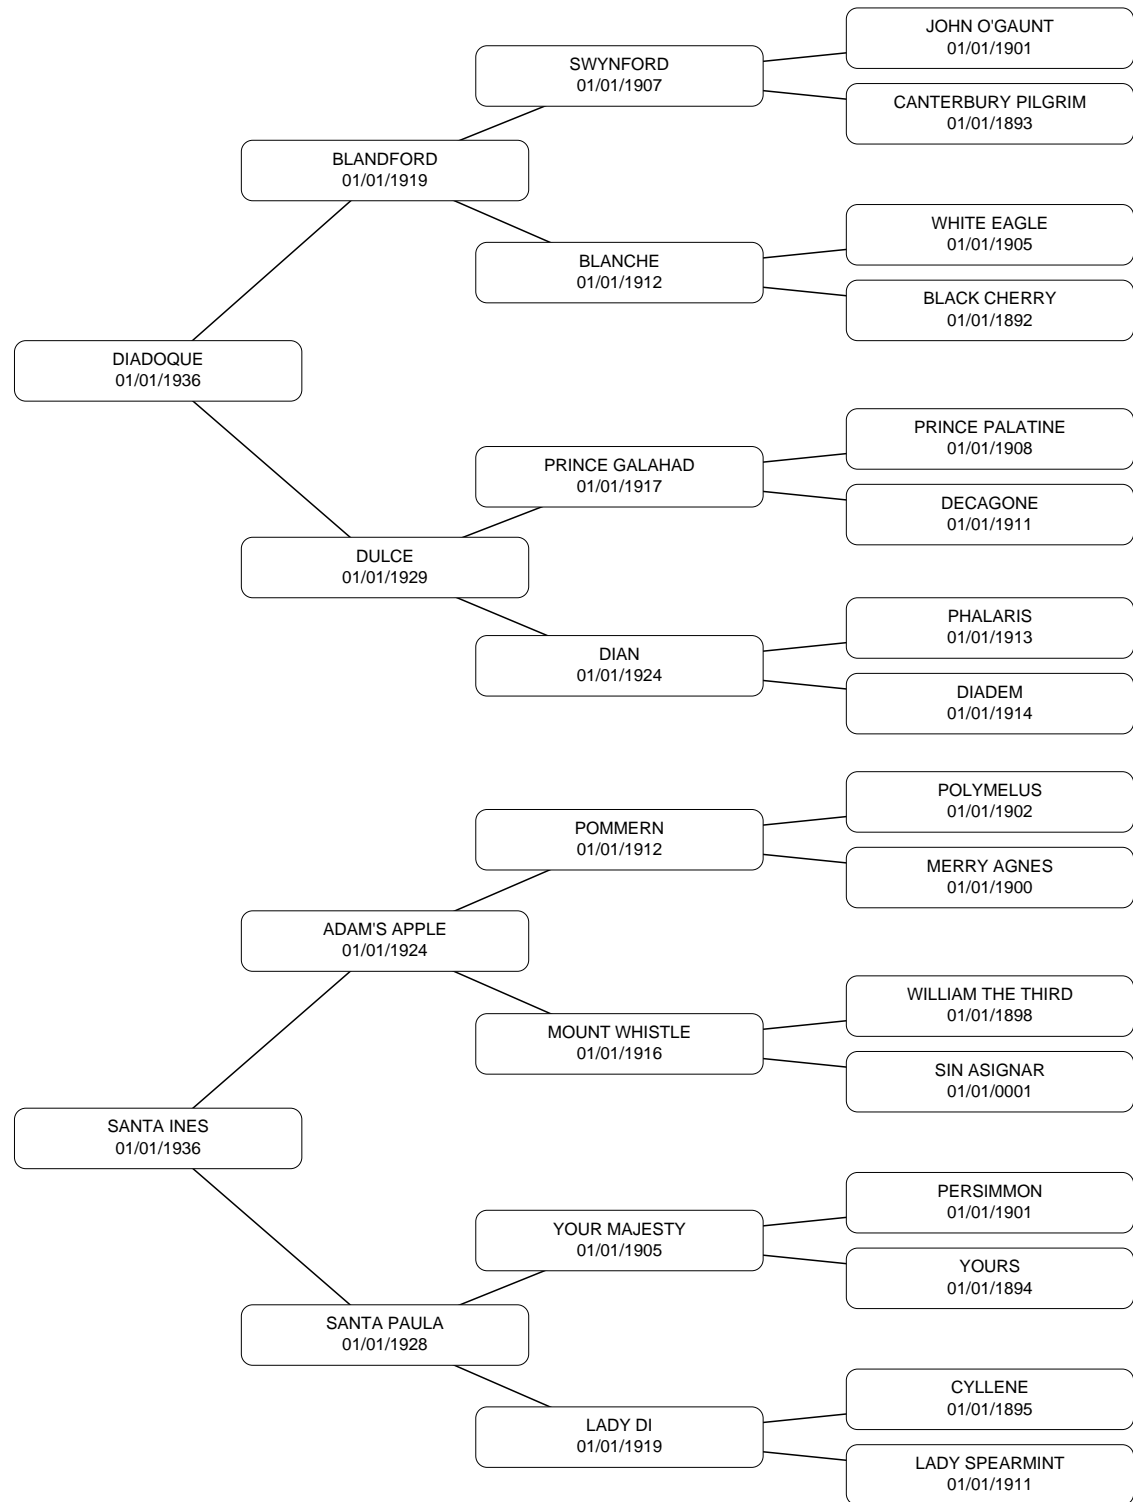 JOHN O'GAUNT
01/01/1901
SWYNFORD
01/01/1907
CANTERBURY PILGRIM
01/01/1893
BLANDFORD
01/01/1919
WHITE EAGLE
01/01/1905
BLANCHE
01/01/1912
BLACK CHERRY
01/01/1892
DIADOQUE
01/01/1936
PRINCE PALATINE
01/01/1908
PRINCE GALAHAD
01/01/1917
DECAGONE
01/01/1911
DULCE
01/01/1929
PHALARIS
01/01/1913
DIAN
01/01/1924
DIADEM
01/01/1914
POLYMELUS
01/01/1902
POMMERN
01/01/1912
MERRY AGNES
01/01/1900
ADAM'S APPLE
01/01/1924
WILLIAM THE THIRD
01/01/1898
MOUNT WHISTLE
01/01/1916
SIN ASIGNAR
01/01/0001
SANTA INES
01/01/1936
PERSIMMON
01/01/1901
YOUR MAJESTY
01/01/1905
YOURS
01/01/1894
SANTA PAULA
01/01/1928
CYLLENE
01/01/1895
LADY DI
01/01/1919
LADY SPEARMINT
01/01/1911